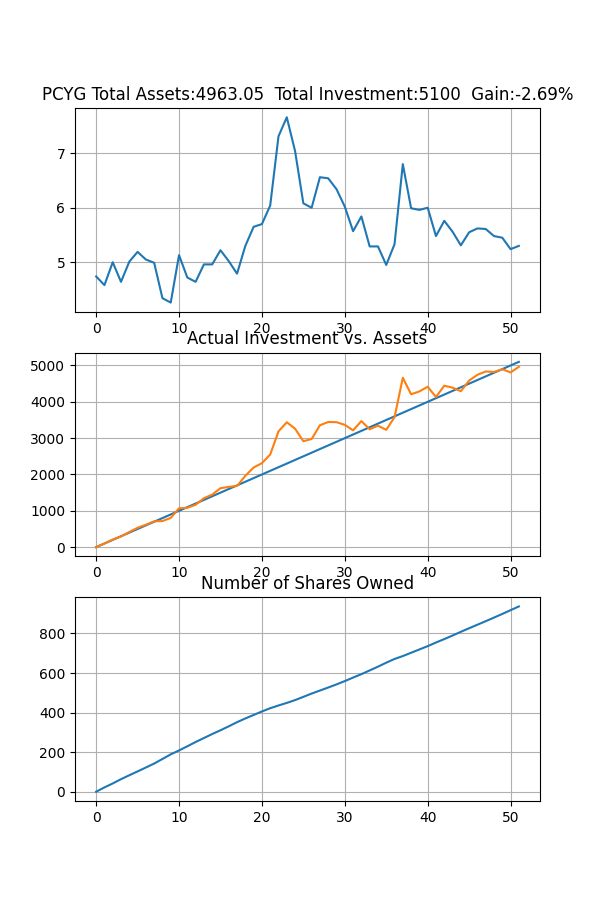 PCYG Total Assets:4963.05  Total Investment:5100  Gain:-2.69%
7
6
5
0 10 20 30 40 50
Actual Investment vs. Assets
5000
4000
3000
2000
1000
0
0 10 20 30 40 50
Number of Shares Owned
800
600
400
200
0
0 10 20 30 40 50